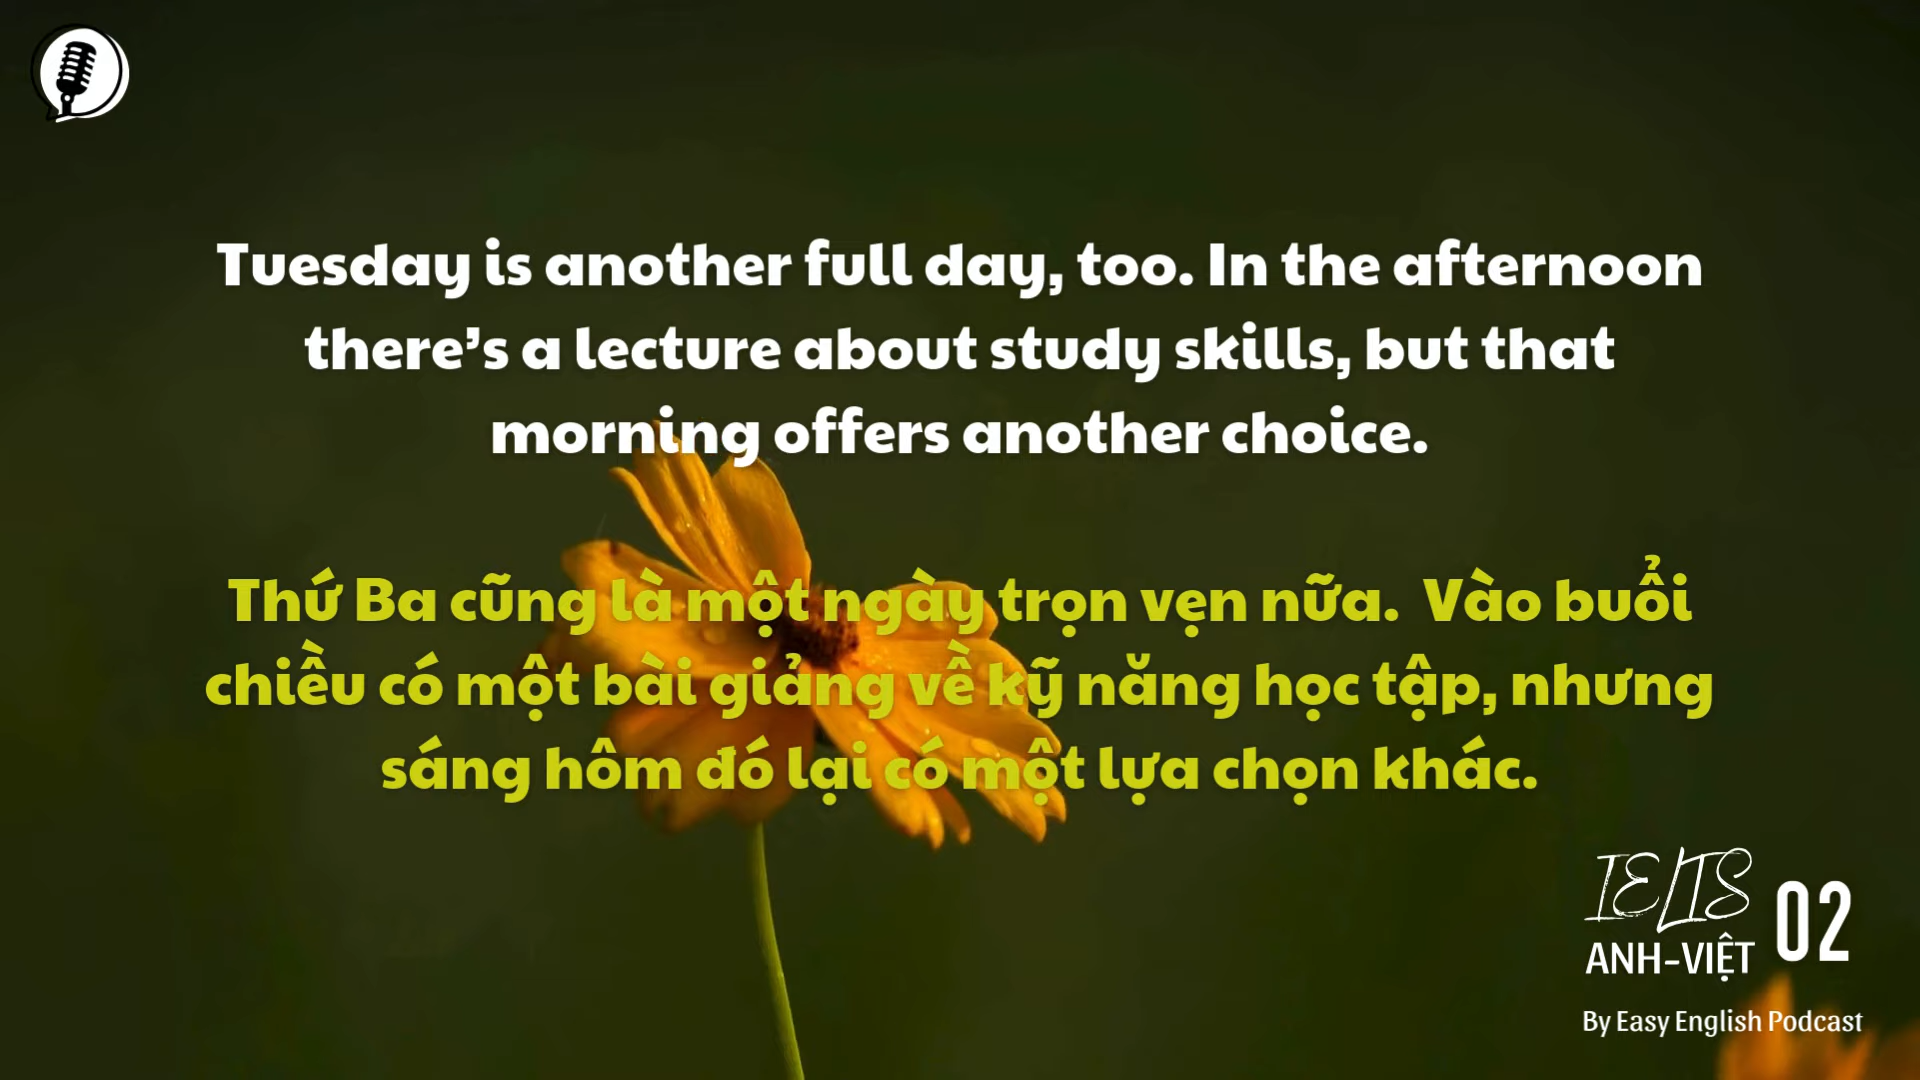 Tuesday is another full day, too. In the afternoon
there’s a lecture about study skills, but that
morning offers another choice.
Thứ Ba cũng là một ngày trọn vẹn nữa. Vào buổi
chiều có một bài giảng về kỹ năng học tập, nhưng
sáng hôm đó lại có một lựa chọn khác.
IELTS
ANH-VIỆT 02
By Easy English Podcast